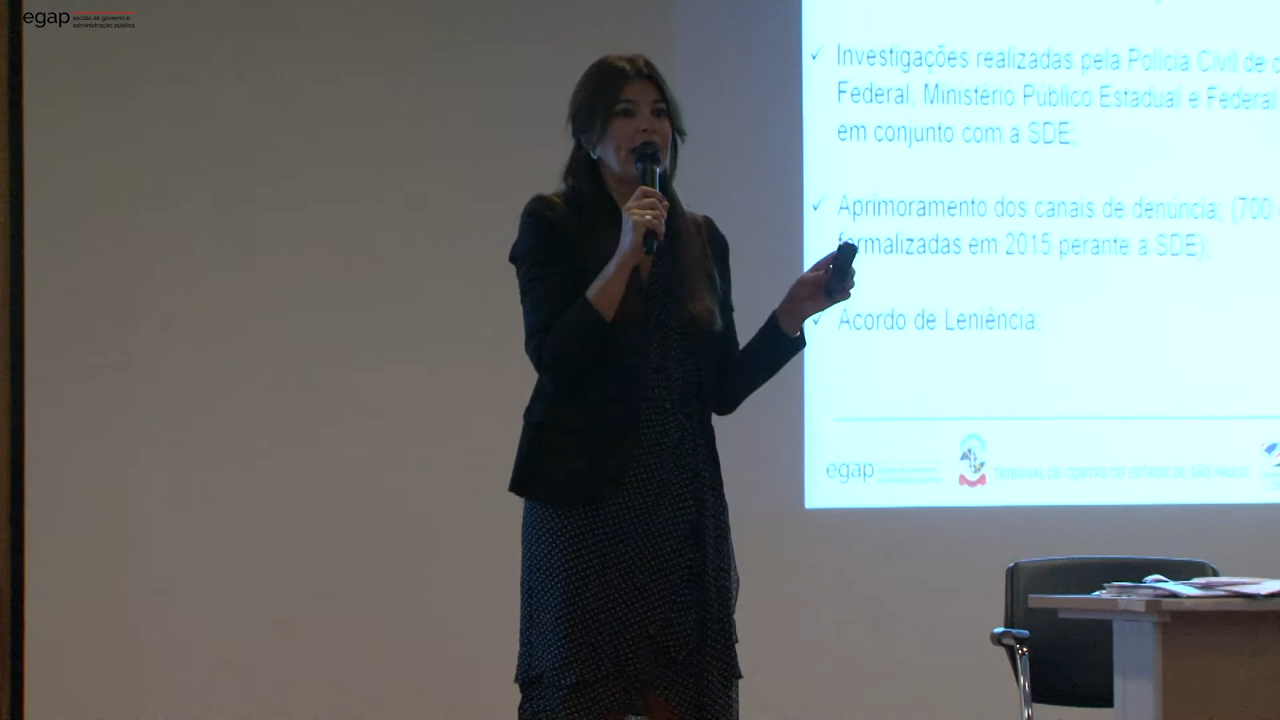 egap escola de governo e
administração pública
Investigações realizadas pela Polícia Civil de
Federal, Ministério Público Estadual e Federal
em conjunto com a SDE;
Aprimoramento dos canais de denúncia; (700
formalizadas em 2015 perante a SDE);
Acordo de Leniência;
egap
TRIBUNAL DE CONTAS DO ESTADO DE SÃO PAULO